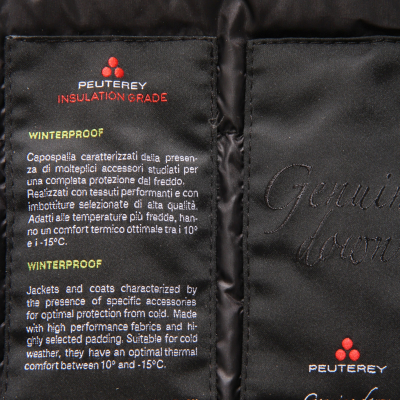 PEUTEREY
INSULATION GRADE
WINTERPROOF
Capospalla caratterizzati dalla presen-
za di molteplici accessori studiati per
una completa protezione dal freddo.
Realizzati con tessuti performanti e con
imbottiture selezionate di alta qualità.
Adatti alle temperature più fredde, han-
no un comfort termico ottimale tra i 10°
e i -15°C.
WINTERPROOF
Jackets and coats characterized by
the presence of specific accessories
for optimal protection from cold. Made
with high performance fabrics and hi-
ghly selected padding. Suitable for cold
weather, they have an optimal thermal
comfort between 10° and -15°C.
Genuin
down
PEUTEREY